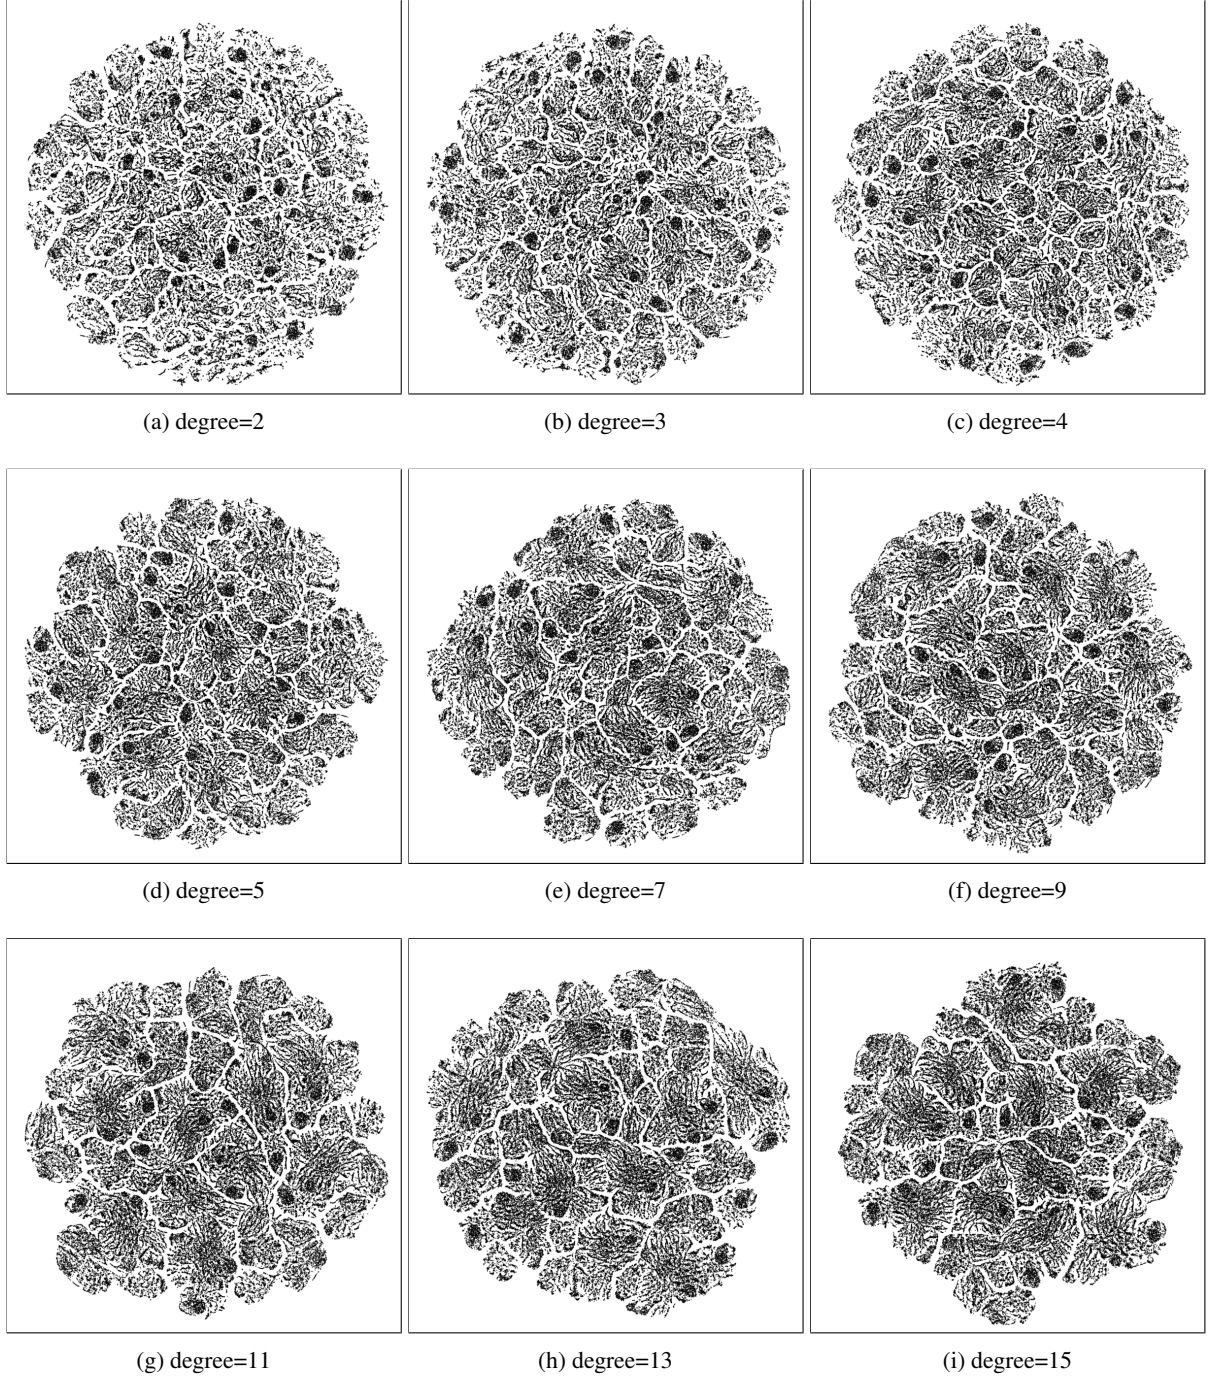 (a) degree=2
(b) degree=3
(c) degree=4
(d) degree=5
(e) degree=7
(f) degree=9
(g) degree=11
(h) degree=13
(i) degree=15